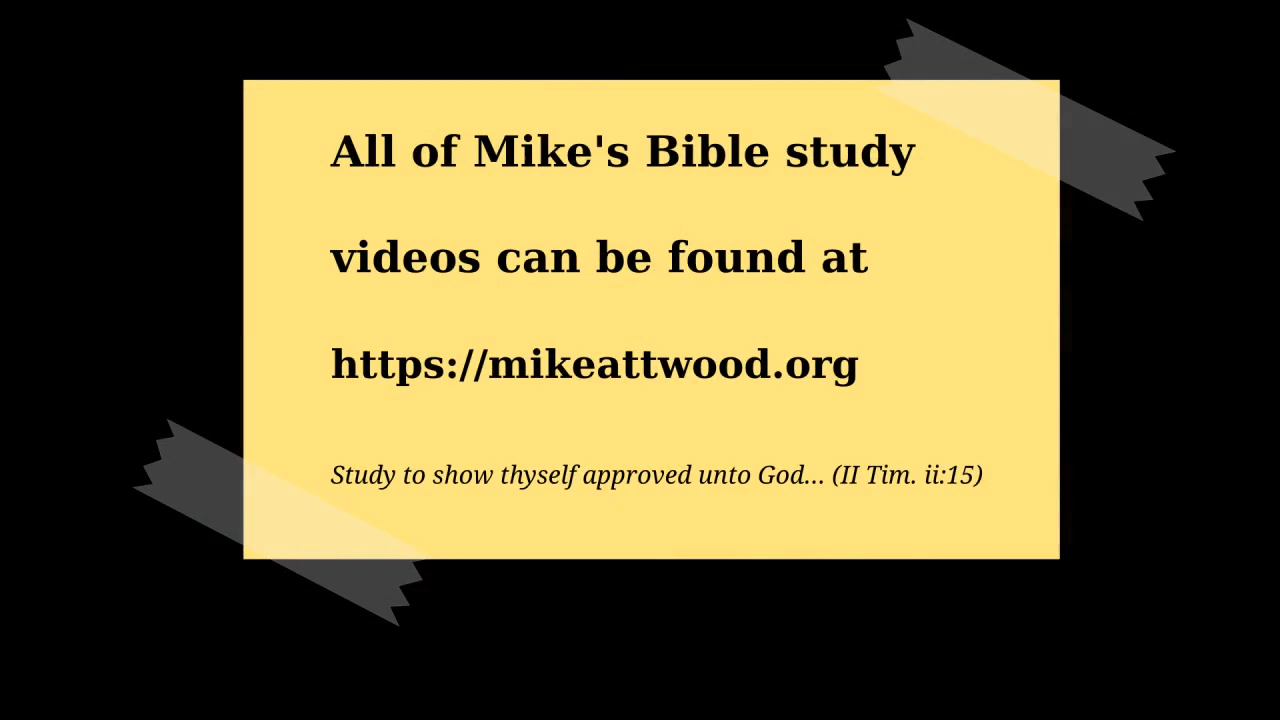 All of Mike's Bible study
videos can be found at
https://mikeattwood.org
Study to show thyself approved unto God... (II Tim. ii:15)